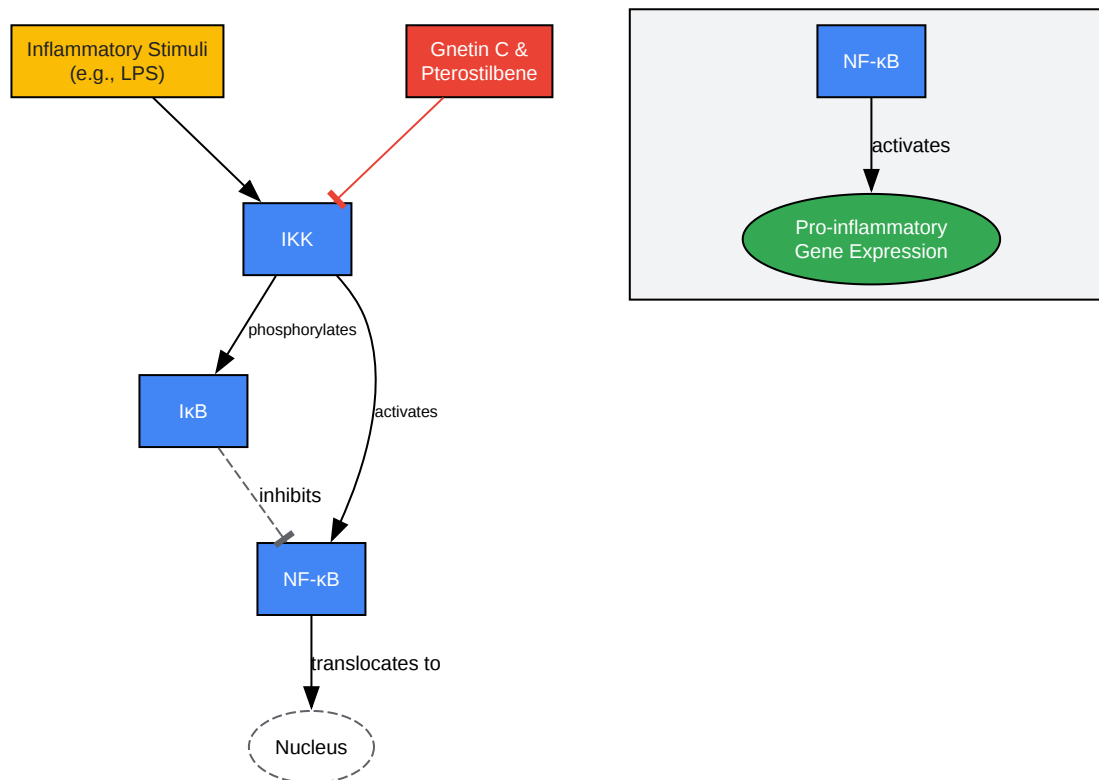 Inflammatory Stimuli
(e.g., LPS)
Gnetin C &
Pterostilbene
IKK
phosphorylates
activates
IκB
inhibits
NF-κB
translocates to
Nucleus
NF-κB
activates
Pro-inflammatory
Gene Expression